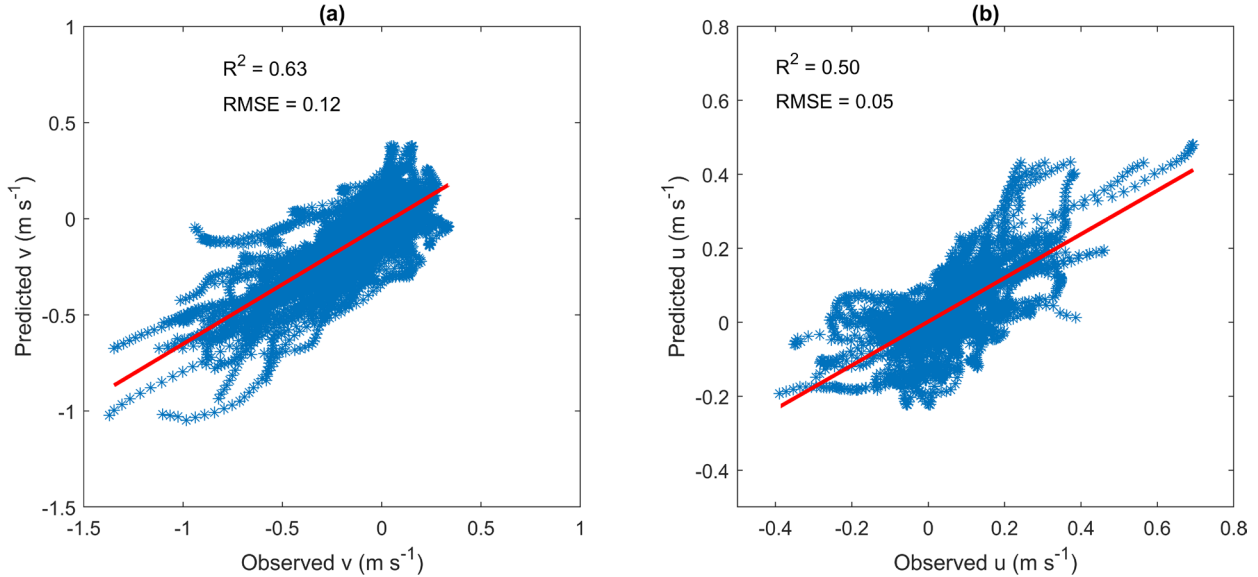 (a)
R² = 0.63
RMSE = 0.12
1
0.5
0
-0.5
-1
-1.5
Predicted v (m s⁻¹)
-1.5 -1 -0.5 0 0.5 1
Observed v (m s⁻¹)
(b)
R² = 0.50
RMSE = 0.05
0.8
0.6
0.4
0.2
0
-0.2
-0.4
Predicted u (m s⁻¹)
-0.4 -0.2 0 0.2 0.4 0.6 0.8
Observed u (m s⁻¹)